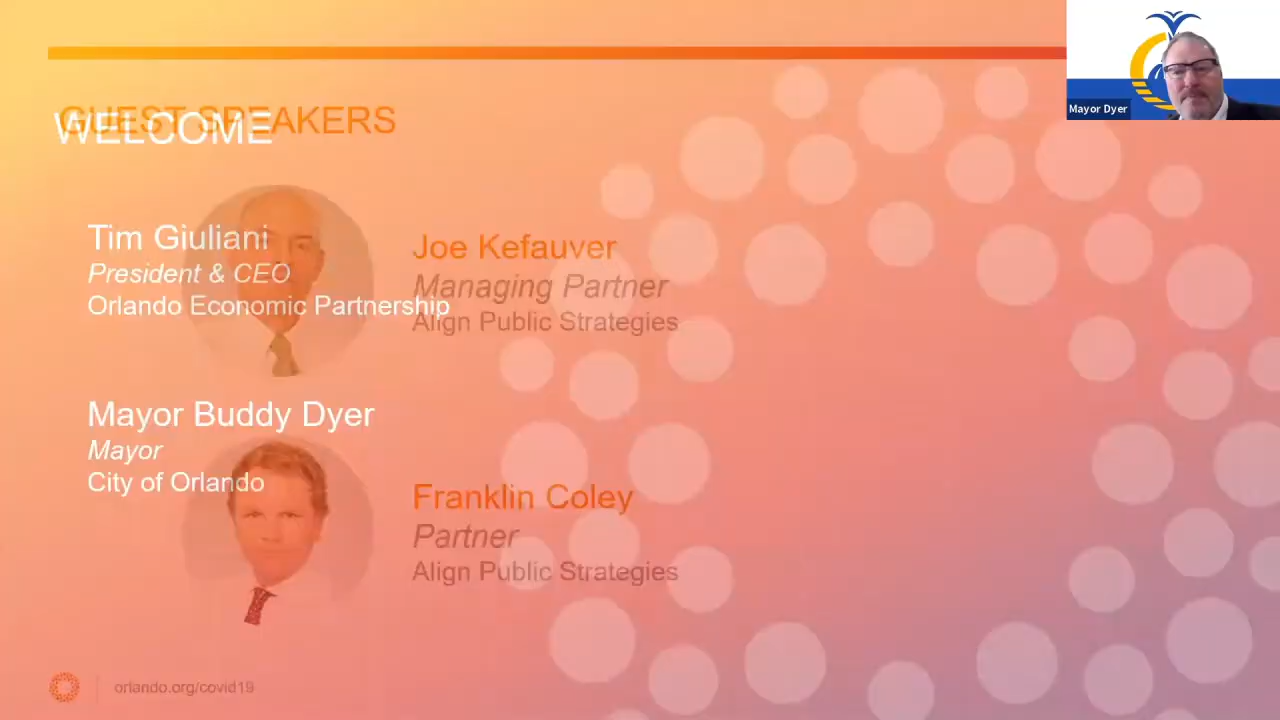 WELCOME
GUEST SPEAKERS
Tim Giuliani
President & CEO
Orlando Economic Partnership
Mayor Buddy Dyer
Mayor
City of Orlando
Joe Kefauver
Managing Partner
Align Public Strategies
Franklin Coley
Partner
Align Public Strategies
orlando.org/covid19
Mayor Dyer